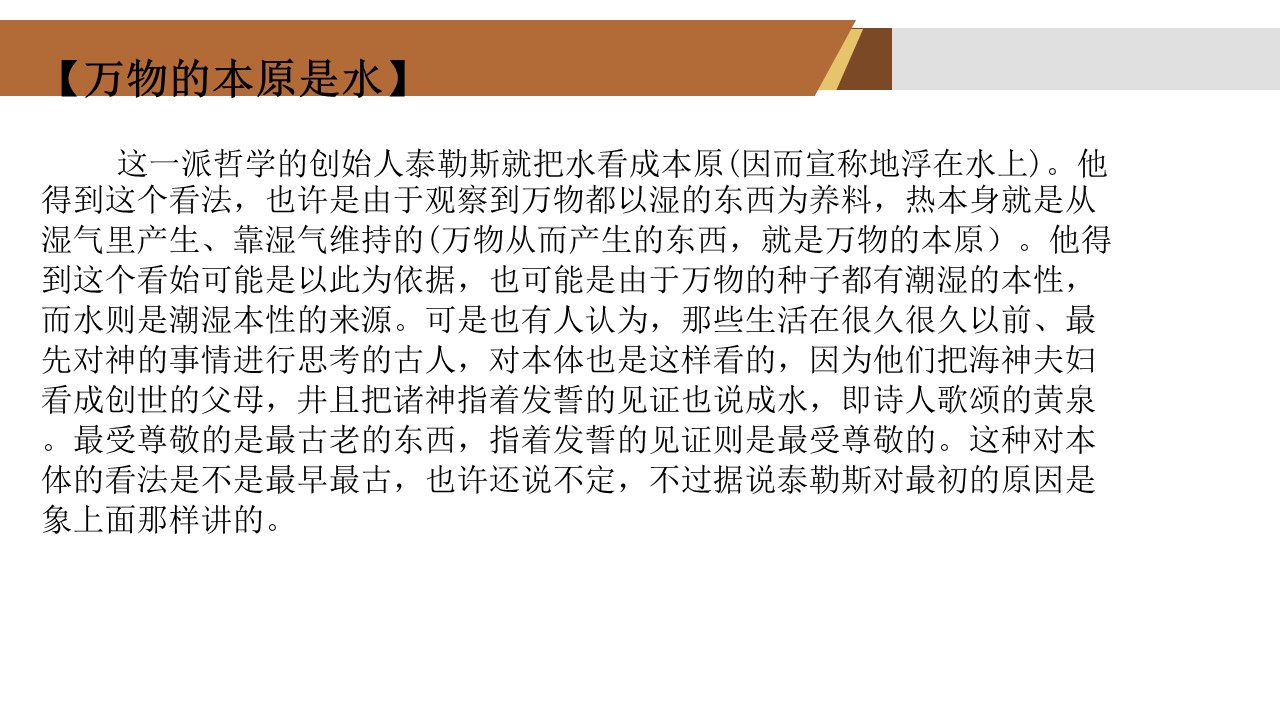 【万物的本原是水】
这一派哲学的创始人泰勒斯就把水看成本原(因而宣称地浮在水上)。他
得到这个看法，也许是由于观察到万物都以湿的东西为养料，热本身就是从
湿气里产生、靠湿气维持的(万物从而产生的东西，就是万物的本原）。他得
到这个看始可能是以此为依据，也可能是由于万物的种子都有潮湿的本性，
而水则是潮湿本性的来源。可是也有人认为，那些生活在很久很久以前、最
先对神的事情进行思考的古人，对本体也是这样看的，因为他们把海神夫妇
看成创世的父母，井且把诸神指着发誓的见证也说成水，即诗人歌颂的黄泉
。最受尊敬的是最古老的东西，指着发誓的见证则是最受尊敬的。这种对本
体的看法是不是最早最古，也许还说不定，不过据说泰勒斯对最初的原因是
象上面那样讲的。